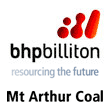 bhpbilliton
resourcing the future
Mt Arthur Coal